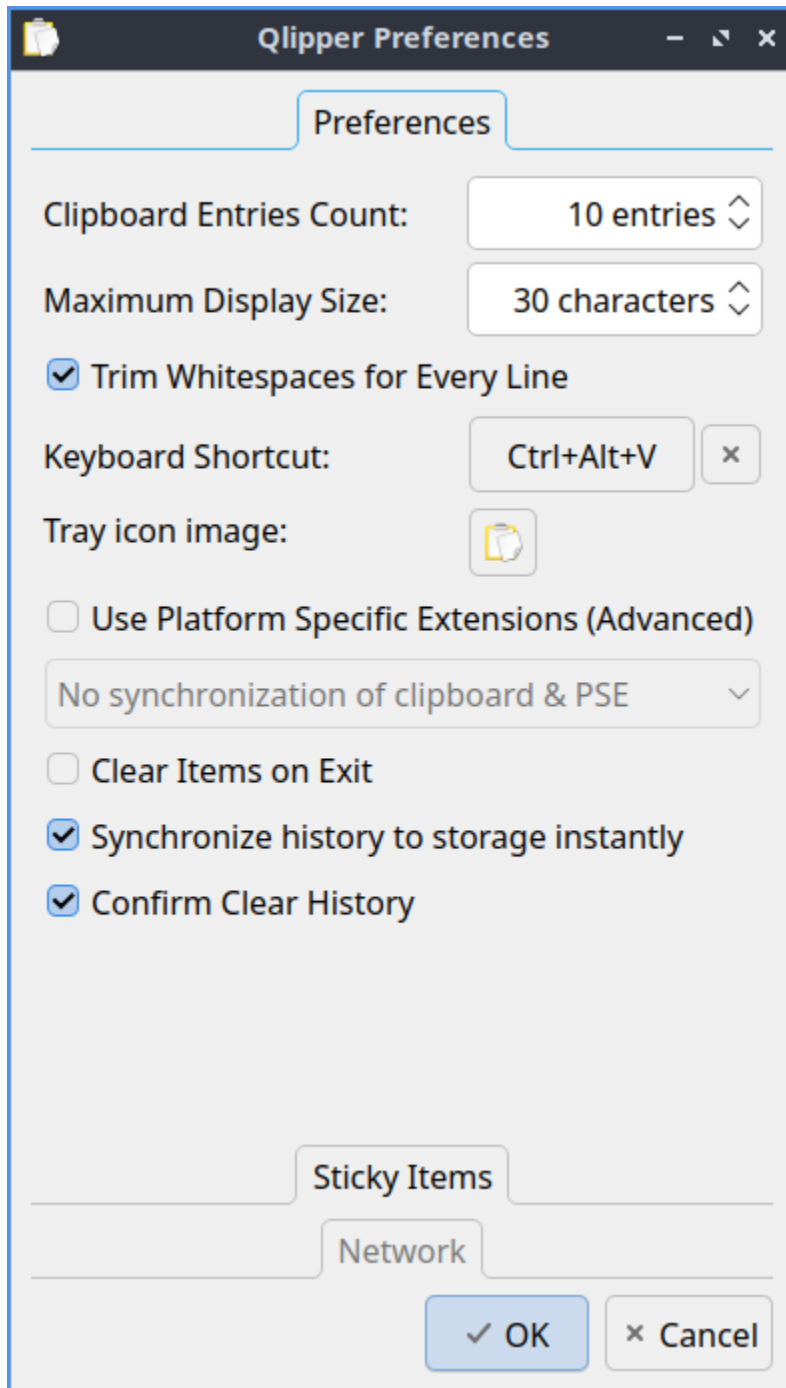 Qlipper Preferences
Preferences
Clipboard Entries Count: 10 entries
Maximum Display Size: 30 characters
Trim Whitespaces for Every Line
Keyboard Shortcut: Ctrl+Alt+V
Tray icon image:
Use Platform Specific Extensions (Advanced)
No synchronization of clipboard & PSE
Clear Items on Exit
Synchronize history to storage instantly
Confirm Clear History
Sticky Items
Network
OK Cancel